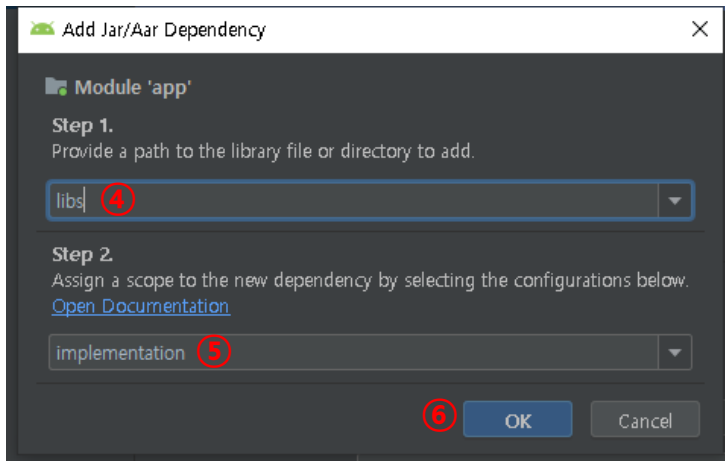 Add Jar/Aar Dependency
Module 'app'
Step 1.
Provide a path to the library file or directory to add.
libs ④
Step 2.
Assign a scope to the new dependency by selecting the configurations below.
Open Documentation
implementation ⑤
⑥ OK Cancel